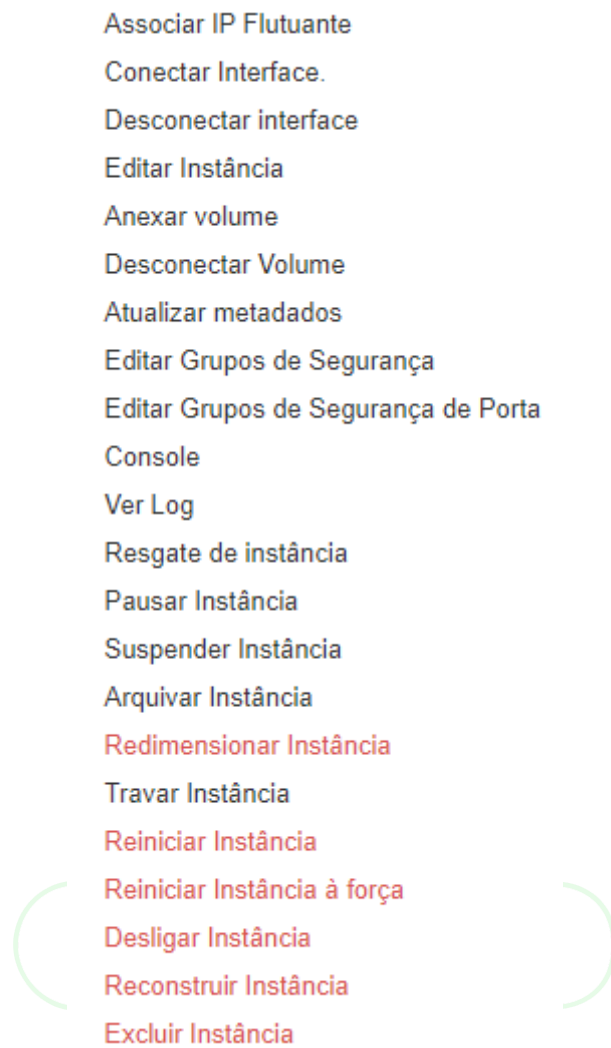 Associar IP Flutuante
Conectar Interface.
Desconectar interface
Editar Instância
Anexar volume
Desconectar Volume
Atualizar metadados
Editar Grupos de Segurança
Editar Grupos de Segurança de Porta
Console
Ver Log
Resgate de instância
Pausar Instância
Suspender Instância
Arquivar Instância
Redimensionar Instância
Travar Instância
Reiniciar Instância
Reiniciar Instância à força
Desligar Instância
Reconstruir Instância
Excluir Instância